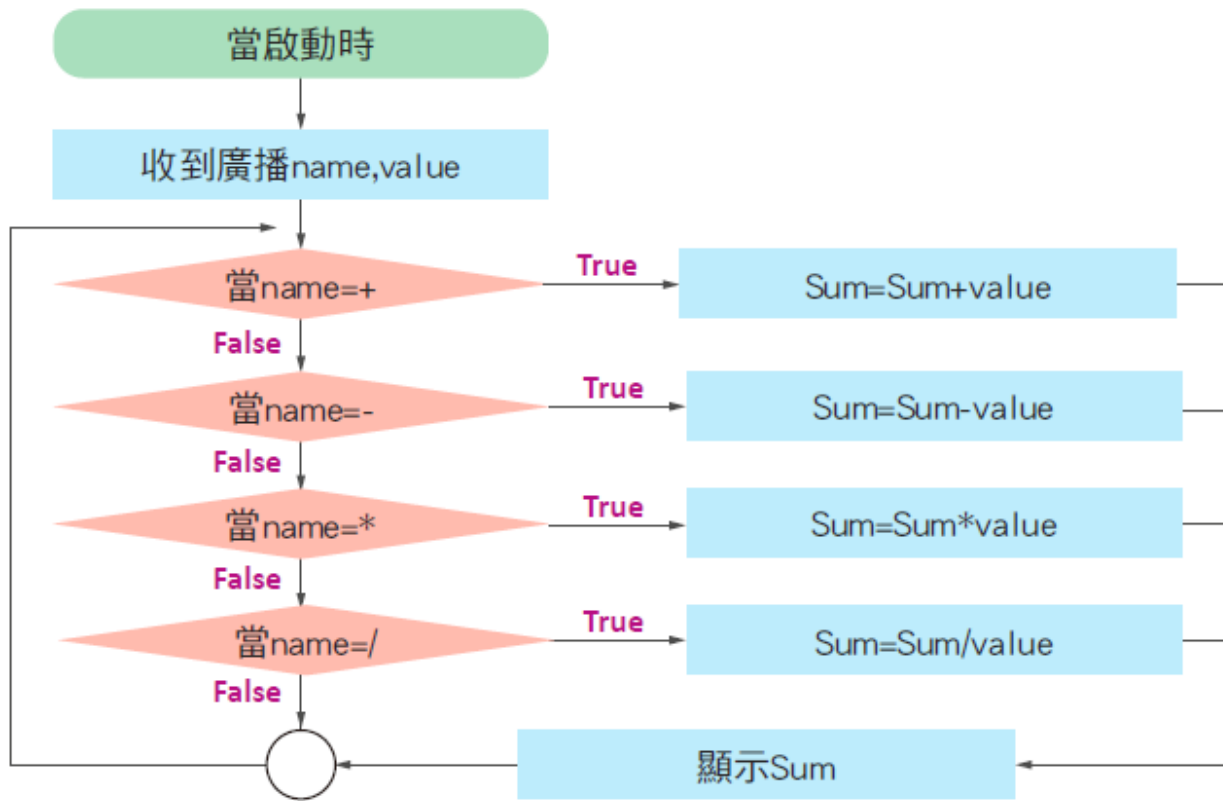 當啟動時
收到廣播name,value
當name=+
True
Sum=Sum+value
False
當name=-
True
Sum=Sum-value
False
當name=*
True
Sum=Sum*value
False
當name=/
True
Sum=Sum/value
False
顯示Sum